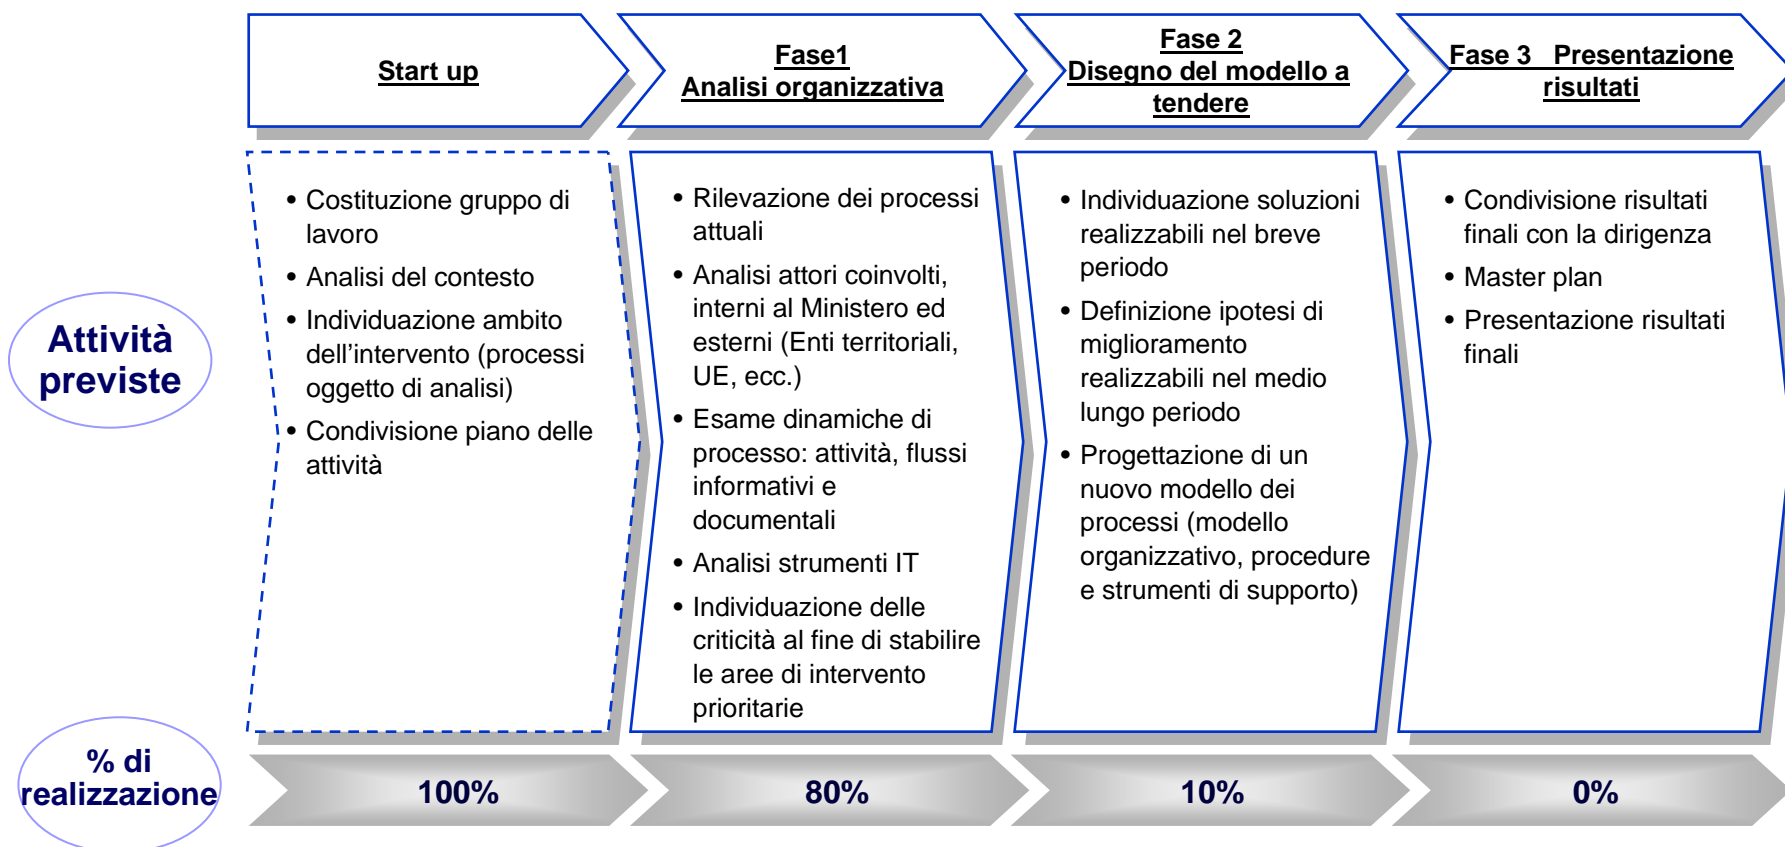 Start up
Fase1
Analisi organizzativa
Fase 2
Disegno del modello a
tendere
Fase 3 Presentazione
risultati
Attività
previste
• Costituzione gruppo di
lavoro
• Analisi del contesto
• Individuazione ambito
dell’intervento (processi
oggetto di analisi)
• Condivisione piano delle
attività
• Rilevazione dei processi
attuali
• Analisi attori coinvolti,
interni al Ministero ed
esterni (Enti territoriali,
UE, ecc.)
• Esame dinamiche di
processo: attività, flussi
informativi e
documentali
• Analisi strumenti IT
• Individuazione delle
criticità al fine di stabilire
le aree di intervento
prioritarie
• Individuazione soluzioni
realizzabili nel breve
periodo
• Definizione ipotesi di
miglioramento
realizzabili nel medio
lungo periodo
• Progettazione di un
nuovo modello dei
processi (modello
organizzativo, procedure
e strumenti di supporto)
• Condivisione risultati
finali con la dirigenza
• Master plan
• Presentazione risultati
finali
% di
realizzazione
100%
80%
10%
0%